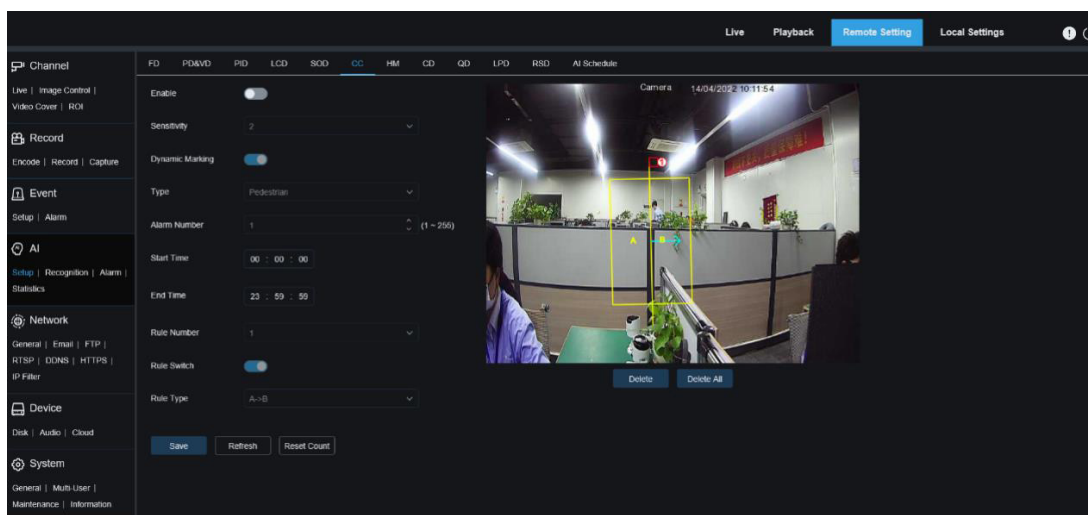 Live Playback Remote Setting Local Settings
Channel
Live | Image Control |
Video Cover | ROI
Record
Encode | Record | Capture
Event
Setup | Alarm
AI
Setup | Recognition | Alarm |
Statistics
Network
General | Email | FTP |
RTSP | DDNS | HTTPS |
IP Filter
Device
Disk | Audio | Cloud
System
General | Multi-User |
Maintenance | Information
FD PD&VD PID LCD SOD CC HM CD QD LPD RSD AI Schedule
Enable
Sensitivity 2
Dynamic Marking
Type Pedestrian
Alarm Number 1 (1 ~ 255)
Start Time 00 : 00 : 00
End Time 23 : 59 : 59
Rule Number 1
Rule Switch
Rule Type A->B
Save Refresh Reset Count
Camera 14/04/2022 10:11:54
1
A B
Delete Delete All